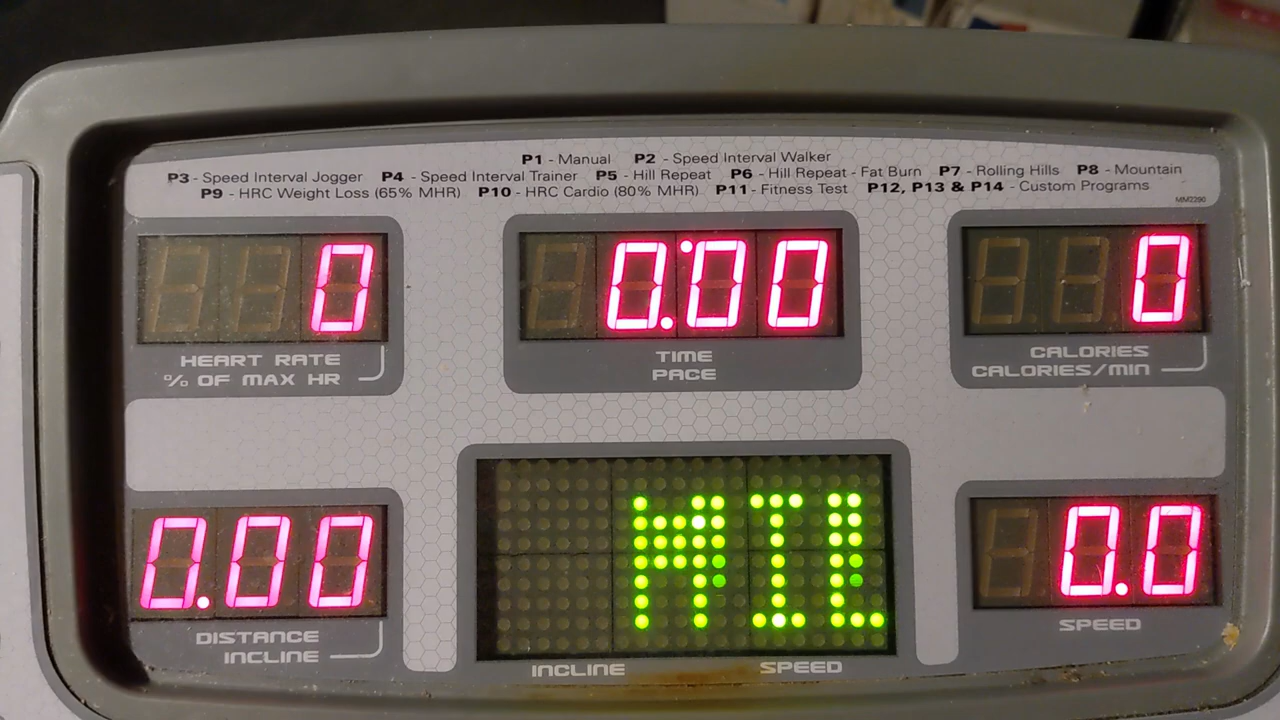 P1 - Manual P2 - Speed Interval Walker
P3 - Speed Interval Jogger P4 - Speed Interval Trainer P5 - Hill Repeat P6 - Hill Repeat - Fat Burn P7 - Rolling Hills P8 - Mountain
P9 - HRC Weight Loss (65% MHR) P10 - HRC Cardio (80% MHR) P11 - Fitness Test P12, P13 & P14 - Custom Programs
MM2290
0
0:00
0
HEART RATE
% OF MAX HR
TIME
PACE
CALORIES
CALORIES/MIN
0.00
MIL
0.0
DISTANCE
INCLINE
INCLINE SPEED
SPEED